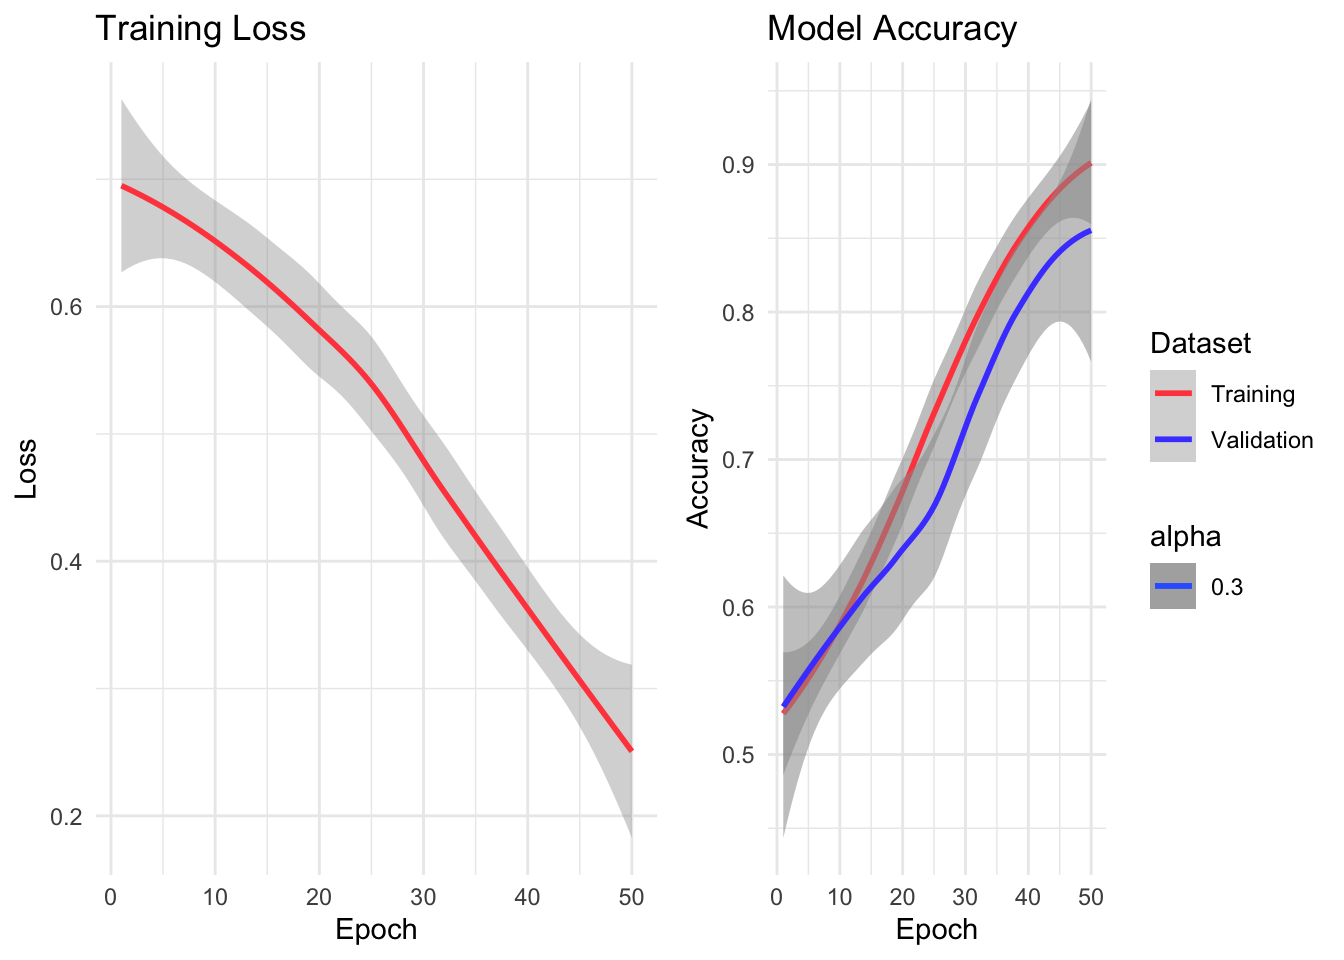 Training Loss
Loss
0.6
0.4
0.2
0 10 20 30 40 50
Epoch
Model Accuracy
Accuracy
0.9
0.8
0.7
0.6
0.5
0 10 20 30 40 50
Epoch
Dataset
Training
Validation
alpha
0.3